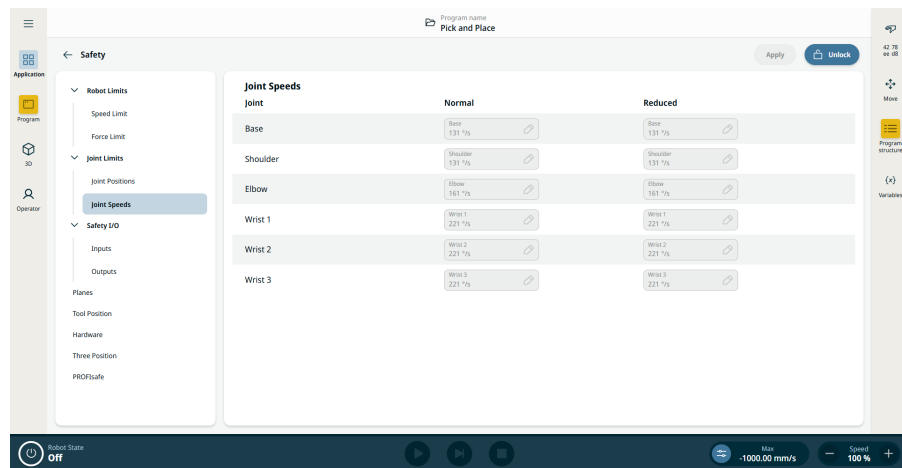 Program name
Pick and Place
42 78
ee d8
Application
Program
3D
Operator
Safety
Apply
Unlock
Robot Limits
Speed Limit
Force Limit
Joint Limits
Joint Positions
Joint Speeds
Safety I/O
Inputs
Outputs
Planes
Tool Position
Hardware
Three Position
PROFIsafe
Joint Speeds
Joint Normal Reduced
Base
Base
131 °/s
Base
131 °/s
Shoulder
Shoulder
131 °/s
Shoulder
131 °/s
Elbow
Elbow
161 °/s
Elbow
161 °/s
Wrist 1
Wrist 1
221 °/s
Wrist 1
221 °/s
Wrist 2
Wrist 2
221 °/s
Wrist 2
221 °/s
Wrist 3
Wrist 3
221 °/s
Wrist 3
221 °/s
Move
Program
structure
{x}
Variables
Robot State
Off
Max
-1000.00 mm/s
Speed
100 %